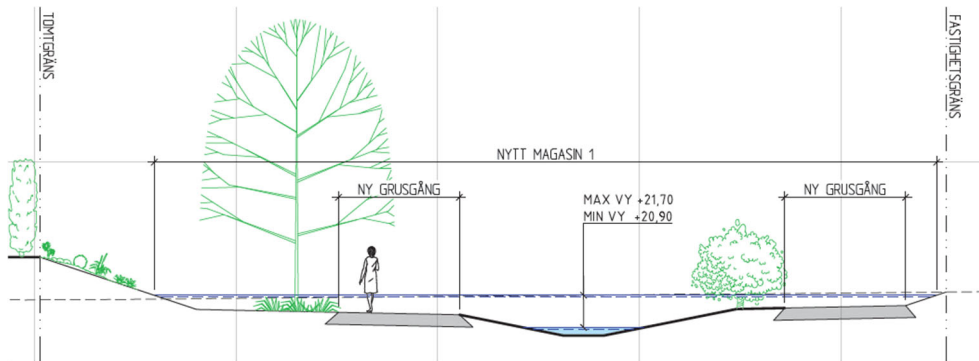 TOMTGRÄNS
FASTIGHETSGRÄNS
NYTT MAGASIN 1
NY GRUSGÅNG
MAX VY +21,70
MIN VY +20,90
NY GRUSGÅNG